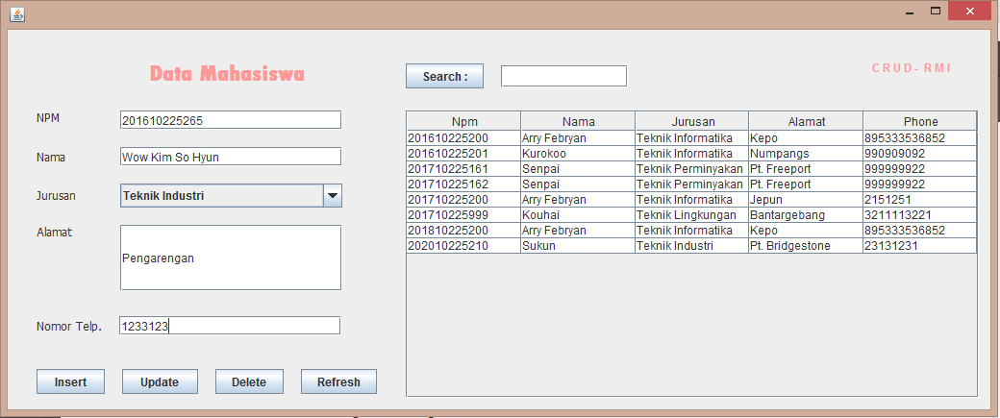 Data Mahasiswa
Search :
CRUD-RMI
NPM
201610225265
Nama
Wow Kim So Hyun
Jurusan
Teknik Industri
Alamat
Pengarengan
Nomor Telp.
1233123
Insert Update Delete Refresh
Npm Nama Jurusan Alamat Phone
201610225200 Arry Febryan Teknik Informatika Kepo 895333536852
201610225201 Kurokoo Teknik Informatika Numpangs 990909092
201710225161 Senpai Teknik Perminyakan Pt. Freeport 999999922
201710225162 Senpai Teknik Perminyakan Pt. Freeport 999999922
201710225200 Arry Febryan Teknik Informatika Jepun 2151251
201710225999 Kouhai Teknik Lingkungan Bantargebang 3211113221
201810225200 Arry Febryan Teknik Informatika Kepo 895333536852
202010225210 Sukun Teknik Industri Pt. Bridgestone 23131231